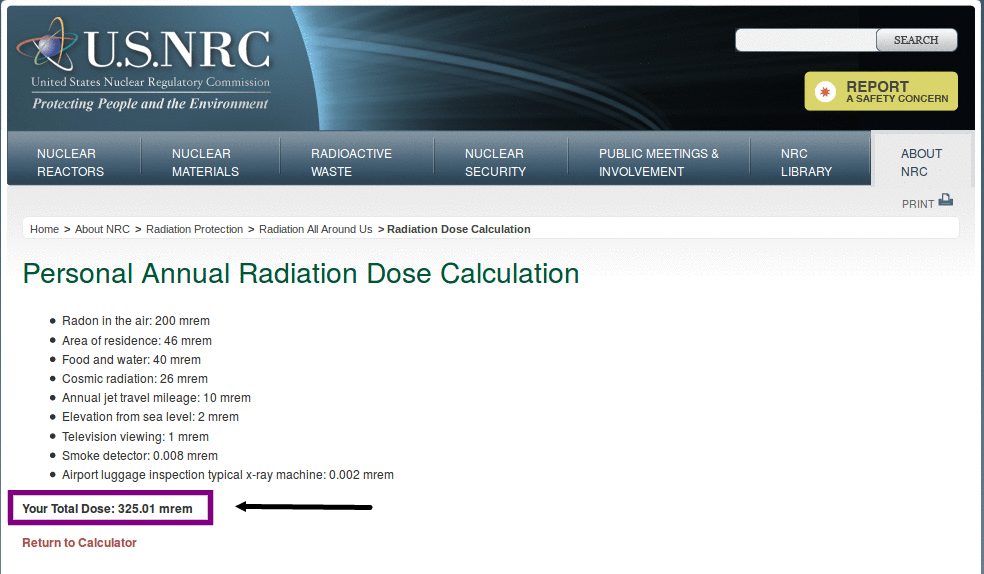 U.S.NRC
United States Nuclear Regulatory Commission
Protecting People and the Environment
SEARCH
REPORT
A SAFETY CONCERN
NUCLEAR
REACTORS
NUCLEAR
MATERIALS
RADIOACTIVE
WASTE
NUCLEAR
SECURITY
PUBLIC MEETINGS &
INVOLVEMENT
NRC
LIBRARY
ABOUT
NRC
PRINT
Home > About NRC > Radiation Protection > Radiation All Around Us > Radiation Dose Calculation
Personal Annual Radiation Dose Calculation
• Radon in the air: 200 mrem
• Area of residence: 46 mrem
• Food and water: 40 mrem
• Cosmic radiation: 26 mrem
• Annual jet travel mileage: 10 mrem
• Elevation from sea level: 2 mrem
• Television viewing: 1 mrem
• Smoke detector: 0.008 mrem
• Airport luggage inspection typical x-ray machine: 0.002 mrem
Your Total Dose: 325.01 mrem
Return to Calculator